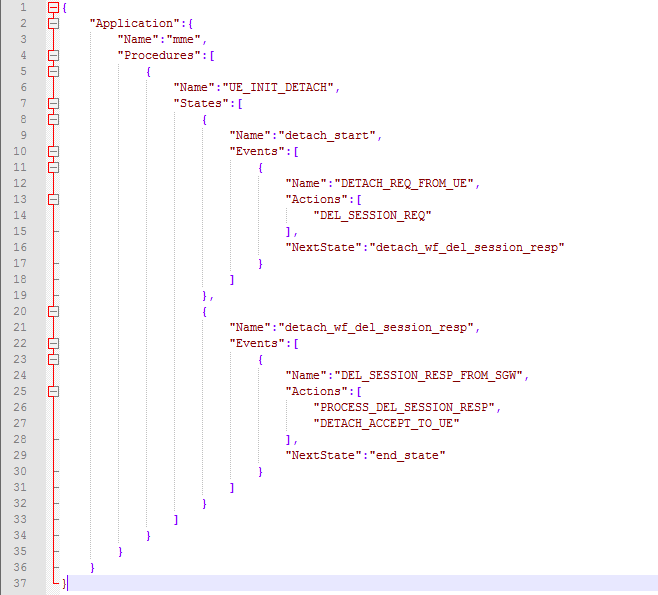 1 {
2     "Application":{
3         "Name":"mme",
4         "Procedures":[
5             {
6                 "Name":"UE_INIT_DETACH",
7                 "States":[
8                     {
9                         "Name":"detach_start",
10                         "Events":[
11                             {
12                                 "Name":"DETACH_REQ_FROM_UE",
13                                 "Actions":[
14                                     "DEL_SESSION_REQ"
15                                 ],
16                                 "NextState":"detach_wf_del_session_resp"
17                             }
18                         ]
19                     },
20                     {
21                         "Name":"detach_wf_del_session_resp",
22                         "Events":[
23                             {
24                                 "Name":"DEL_SESSION_RESP_FROM_SGW",
25                                 "Actions":[
26                                     "PROCESS_DEL_SESSION_RESP",
27                                     "DETACH_ACCEPT_TO_UE"
28                                 ],
29                                 "NextState":"end_state"
30                             }
31                         ]
32                     }
33                 ]
34             }
35         }
36     }
37 }